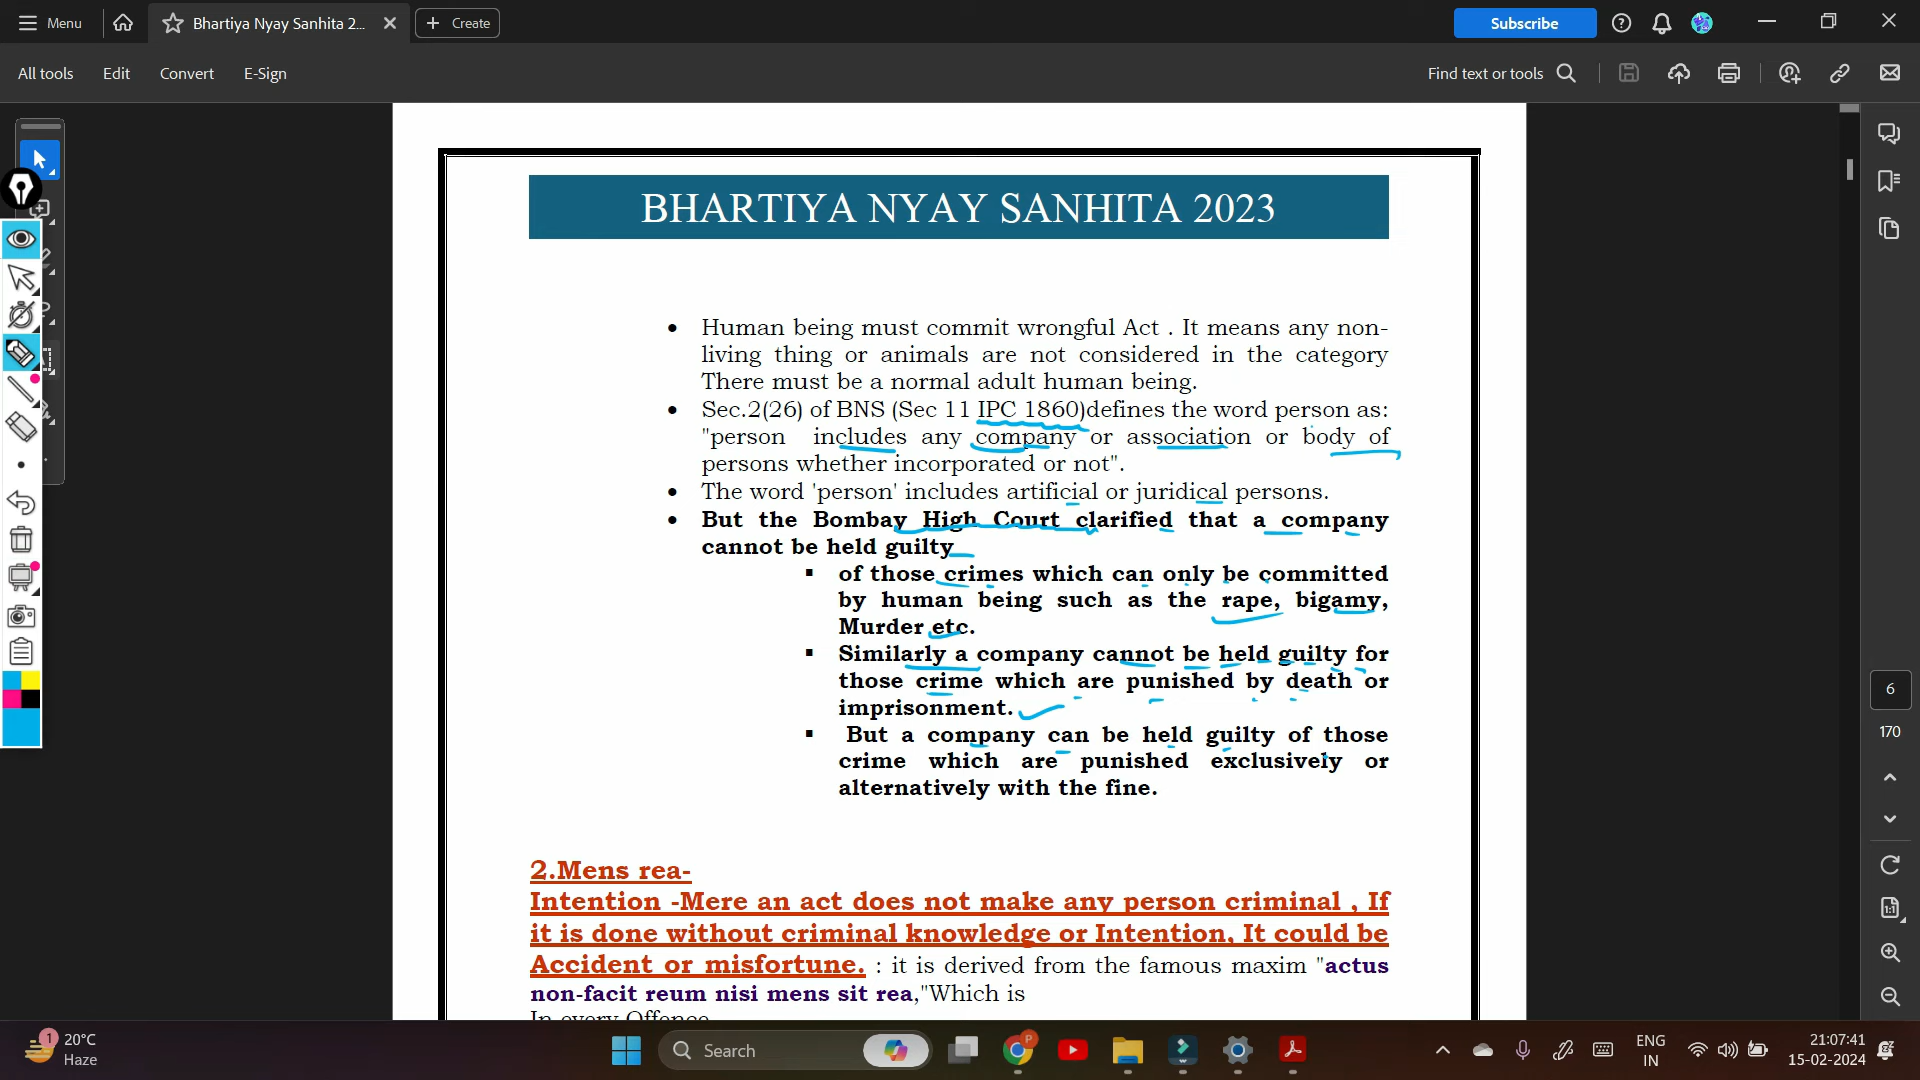 Menu
Bhartiya Nyay Sanhita 2...
Create
Subscribe
All tools
Edit
Convert
E-Sign
Find text or tools
BHARTIYA NYAY SANHITA 2023
• Human being must commit wrongful Act . It means any non-
living thing or animals are not considered in the category
There must be a normal adult human being.
• Sec.2(26) of BNS (Sec 11 IPC 1860)defines the word person as:
"person includes any company or association or body of
persons whether incorporated or not".
• The word 'person' includes artificial or juridical persons.
• But the Bombay High Court clarified that a company
cannot be held guilty
▪ of those crimes which can only be committed
by human being such as the rape, bigamy,
Murder etc.
▪ Similarly a company cannot be held guilty for
those crime which are punished by death or
imprisonment.
▪ But a company can be held guilty of those
crime which are punished exclusively or
alternatively with the fine.
2.Mens rea-
Intention -Mere an act does not make any person criminal , If
it is done without criminal knowledge or Intention, It could be
Accident or misfortune. : it is derived from the famous maxim "actus
non-facit reum nisi mens sit rea,"Which is
In every Offence
6
170
1:1
1
20°C
Haze
Search
P
ENG
IN
21:07:41
15-02-2024